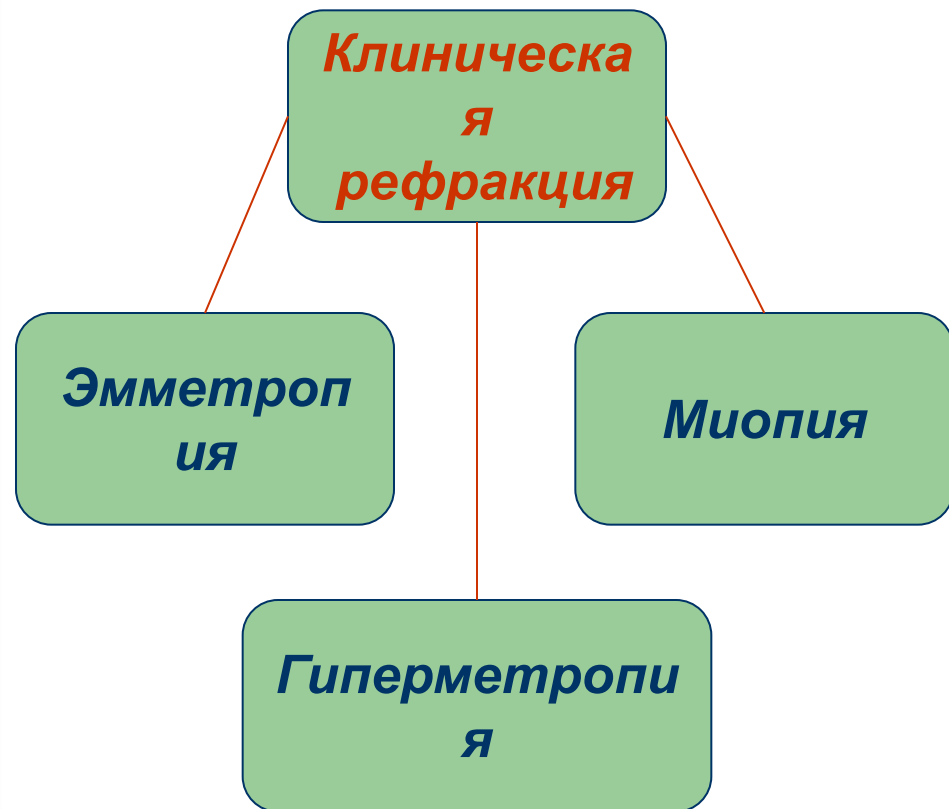 Клиническа
я
рефракция
Эмметроп
ия
Миопия
Гиперметропи
я